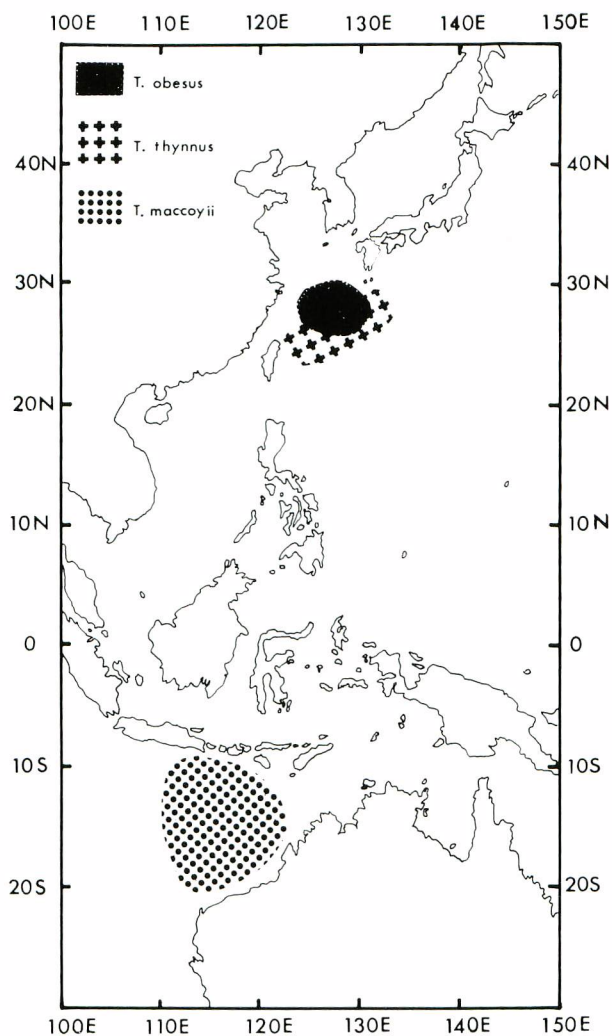 100E 110E 120E 130E 140E 150E
T. obesus
T. thynnus
T. maccoyii
40N 40N
30N 30N
20N 20N
10N 10N
0 0
10S 10S
20S 20S
100E 110E 120E 130E 140E 150E